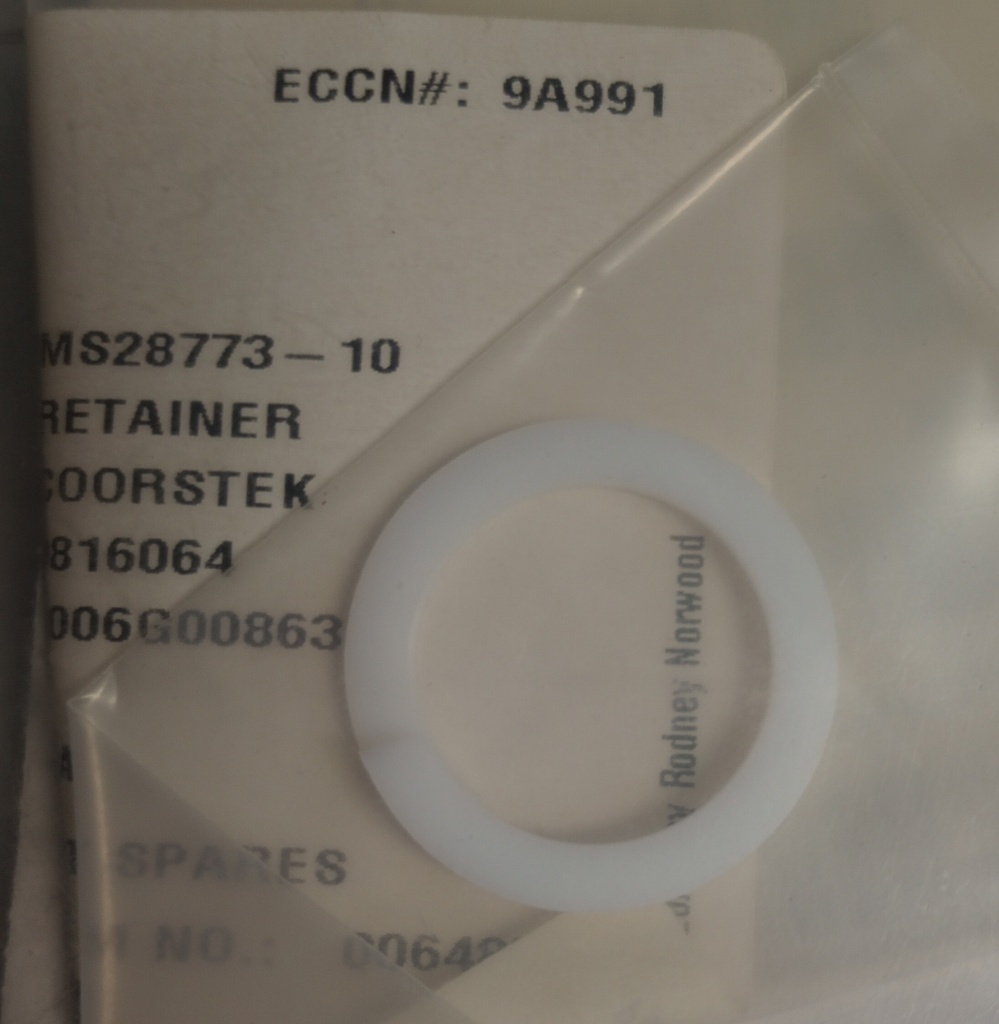 ECCN#: 9A991
MS28773-10
RETAINER
COORSTEK
816064
006G00863
SPARES
NO.:
Rodney Norwood